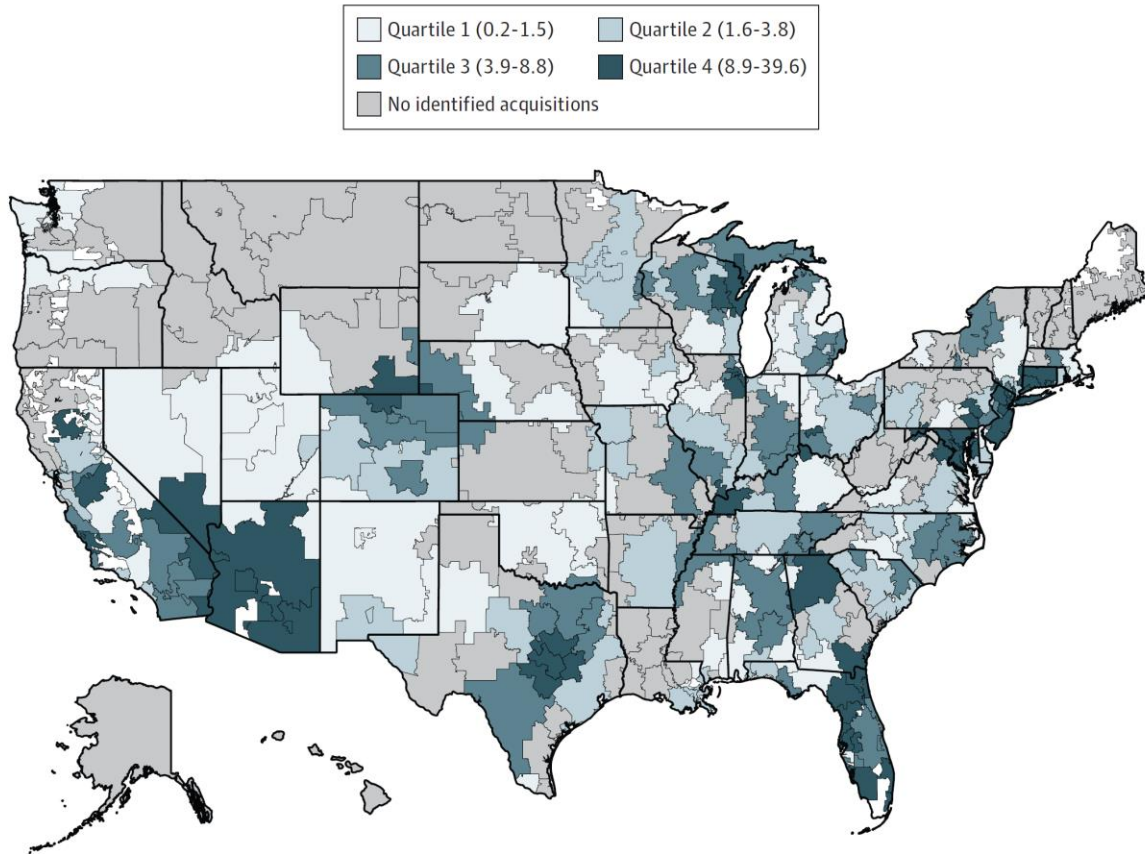 Quartile 1 (0.2-1.5) Quartile 2 (1.6-3.8)
Quartile 3 (3.9-8.8) Quartile 4 (8.9-39.6)
No identified acquisitions